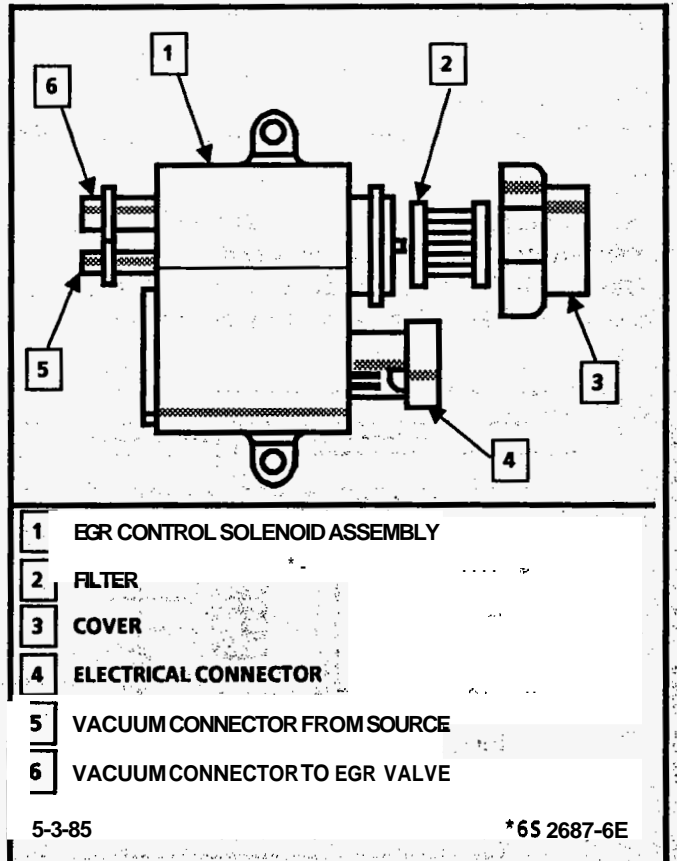 1
2
6
5
3
4
1 EGR CONTROL SOLENOID ASSEMBLY
2 FILTER
3 COVER
4 ELECTRICAL CONNECTOR
5 VACUUM CONNECTOR FROM SOURCE
6 VACUUM CONNECTOR TO EGR VALVE
5-3-85 *6S 2687-6E